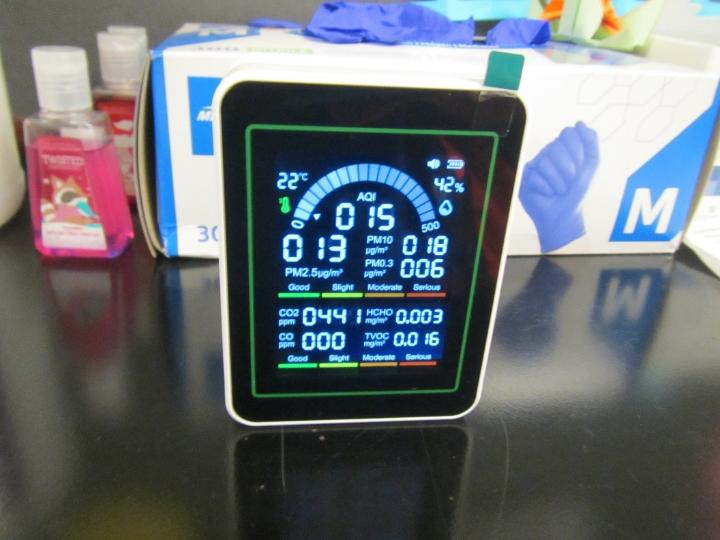 TWISTED
30
M
22°C
42%
AQI
015
0
500
013
PM2.5µg/m³
PM10
µg/m³
018
PM0.3
µg/m³
006
Good Slight Moderate Serious
CO2
ppm
0441
HCHO
mg/m³
0.003
CO
ppm
000
TVOC
mg/m³
0.016
Good Slight Moderate Serious